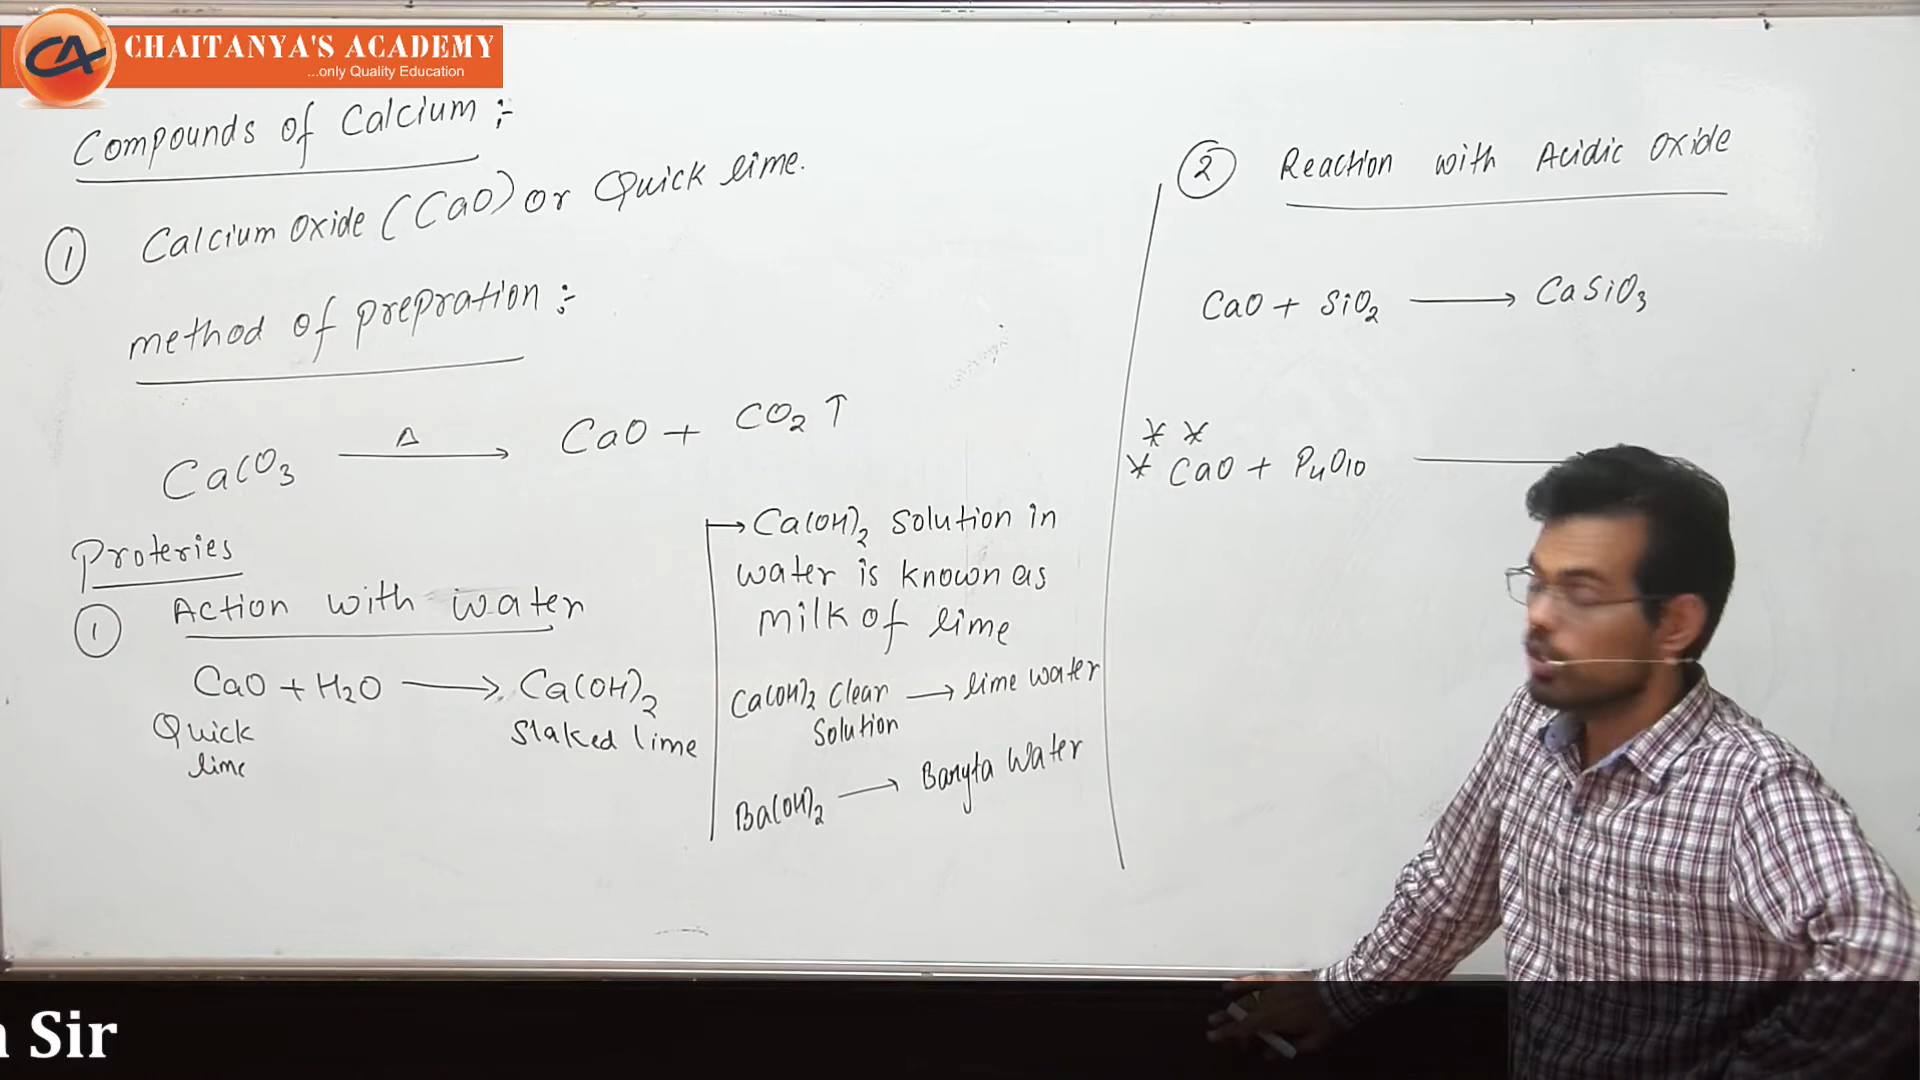 CHAITANYA'S ACADEMY
...only Quality Education
Compounds of Calcium :-
① Calcium Oxide (CaO) or Quick lime.
method of prepration :-
CaCO₃ —Δ→ CaO + CO₂ ↑
Proteries
① Action with water
CaO + H₂O → Ca(OH)₂
Quick lime
Slaked lime
→ Ca(OH)₂ Solution in
water is known as
milk of lime
Ca(OH)₂ Clear Solution → lime water
Ba(OH)₂ → Baryta Water
② Reaction with Acidic Oxide
CaO + SiO₂ → CaSiO₃
* *
* CaO + P₄O₁₀ —
Sir